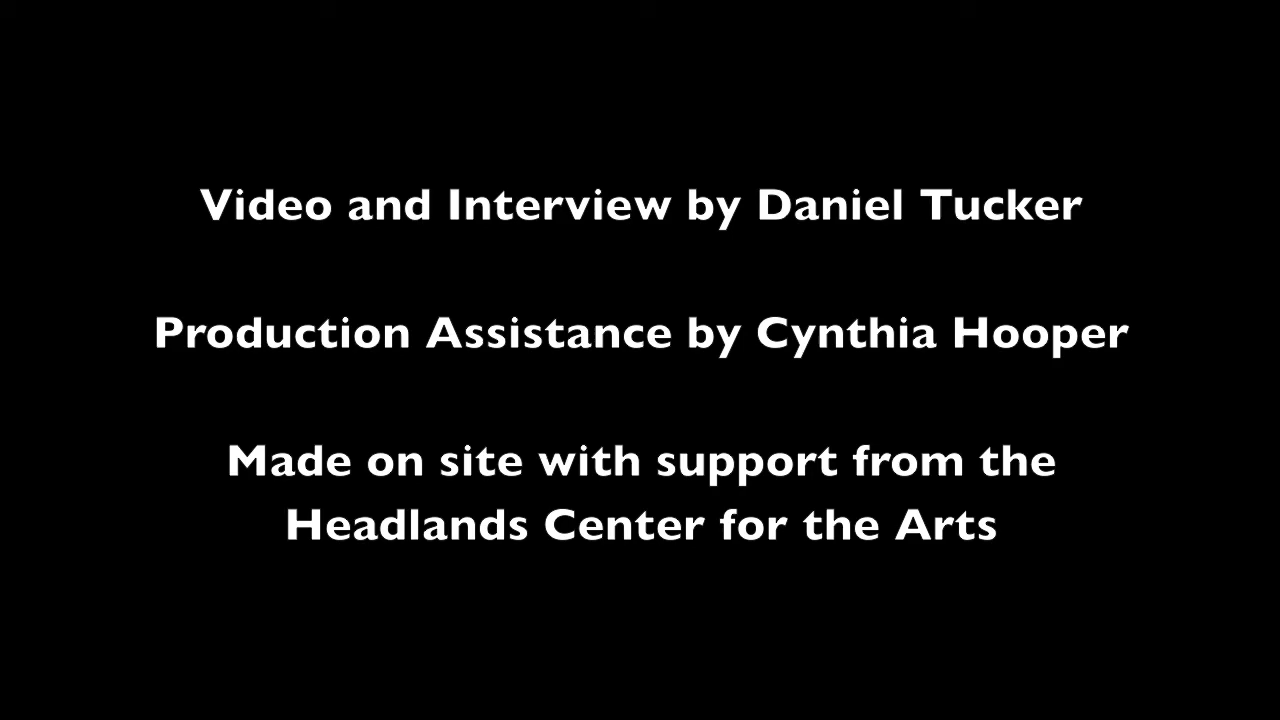 Video and Interview by Daniel Tucker
Production Assistance by Cynthia Hooper
Made on site with support from the
Headlands Center for the Arts